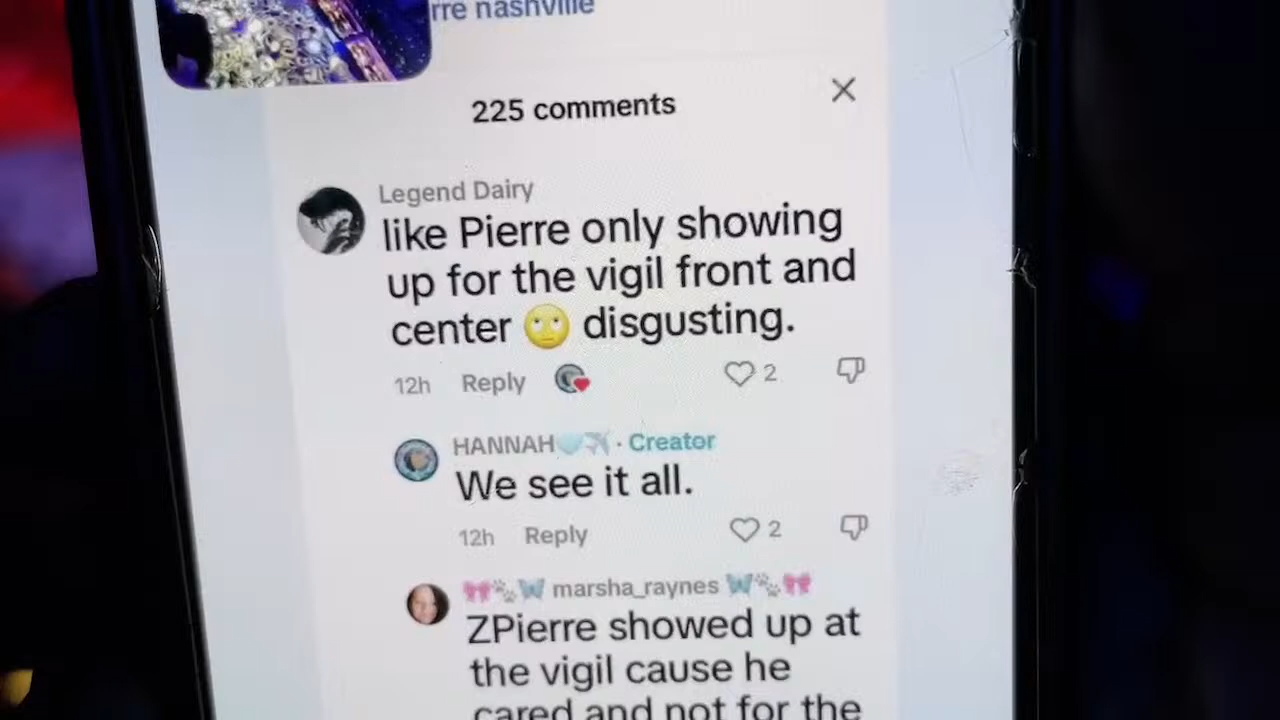 rre nashville
225 comments
Legend Dairy
like Pierre only showing
up for the vigil front and
center 🙄 disgusting.
12h Reply 2
HANNAH🩵✈️ · Creator
We see it all.
12h Reply 2
🎀🐾🦋 marsha_raynes 🦋🐾🎀
ZPierre showed up at
the vigil cause he
cared and not for the